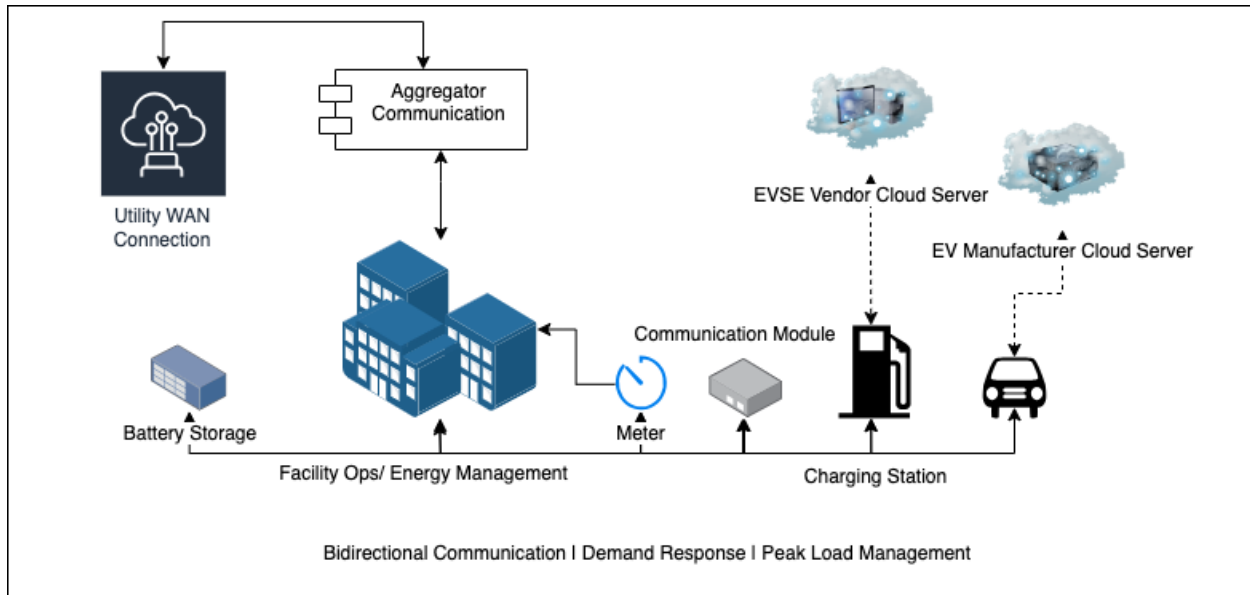 Aggregator
Communication
Utility WAN
Connection
EVSE Vendor Cloud Server
EV Manufacturer Cloud Server
Communication Module
Battery Storage
Meter
Facility Ops/ Energy Management
Charging Station
Bidirectional Communication I Demand Response I Peak Load Management